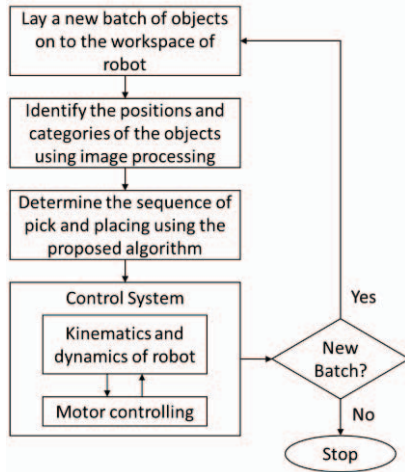 Lay a new batch of objects
on to the workspace of
robot
Identify the positions and
categories of the objects
using image processing
Determine the sequence of
pick and placing using the
proposed algorithm
Control System
Kinematics and
dynamics of robot
Motor controlling
Yes
New
Batch?
No
Stop